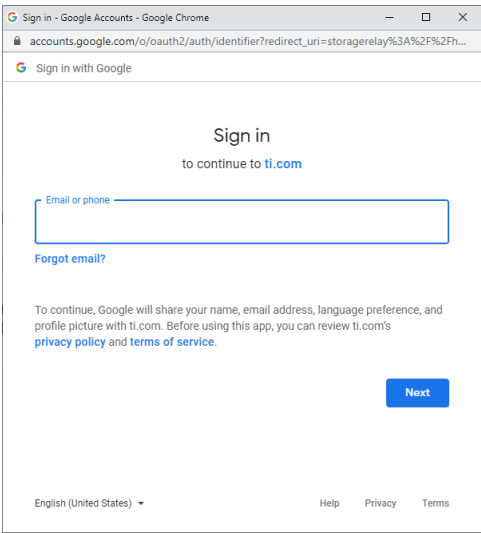 Sign in - Google Accounts - Google Chrome
accounts.google.com/o/oauth2/auth/identifier?redirect_uri=storagerelay%3A%2F%2Fh...
Sign in with Google
Sign in
to continue to ti.com
Email or phone
Forgot email?
To continue, Google will share your name, email address, language preference, and
profile picture with ti.com. Before using this app, you can review ti.com's
privacy policy and terms of service.
Next
English (United States)
Help Privacy Terms